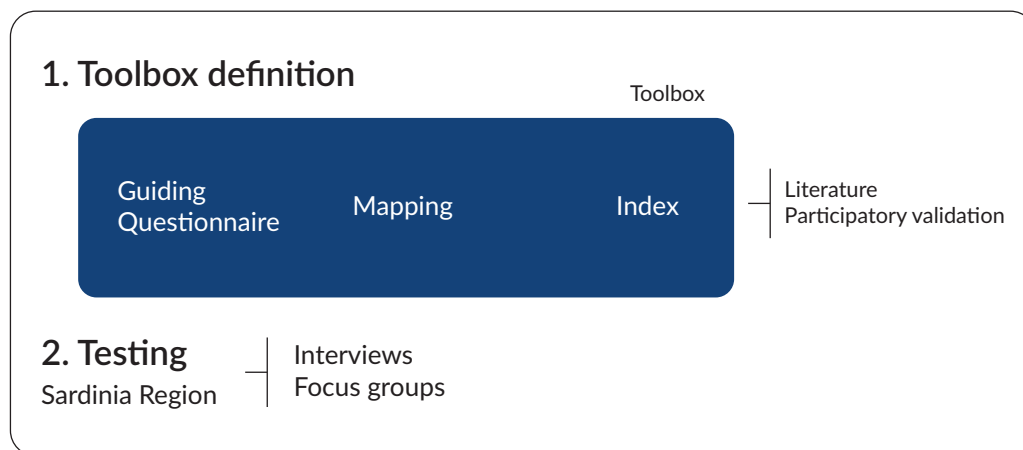 1. Toolbox definition
Toolbox
Guiding
Questionnaire
Mapping
Index
Literature
Participatory validation
2. Testing
Sardinia Region
Interviews
Focus groups